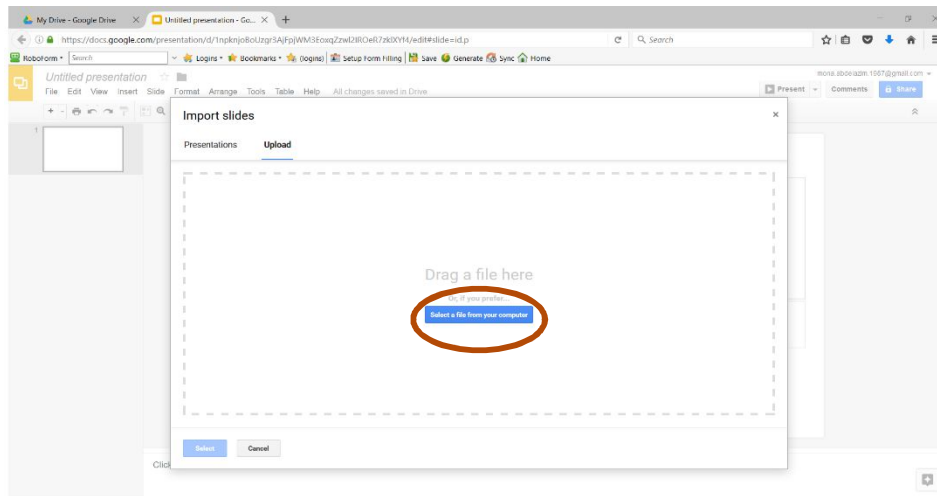 My Drive - Google Drive
Untitled presentation - Go...
https://docs.google.com/presentation/d/1npknjoBoUzgr3AjFpjWM3EoxqZzwl2IROeR7zklXYf4/edit#slide=id.p
Search
RoboForm
Search
Logins
Bookmarks
(logins)
Setup Form Filling
Save
Generate
Sync
Home
Untitled presentation
File Edit View Insert Slide Format Arrange Tools Table Help All changes saved in Drive
Present
Comments
Share
Import slides
Presentations Upload
1
Drag a file here
Or, if you prefer...
Select a file from your computer
Select Cancel
Click